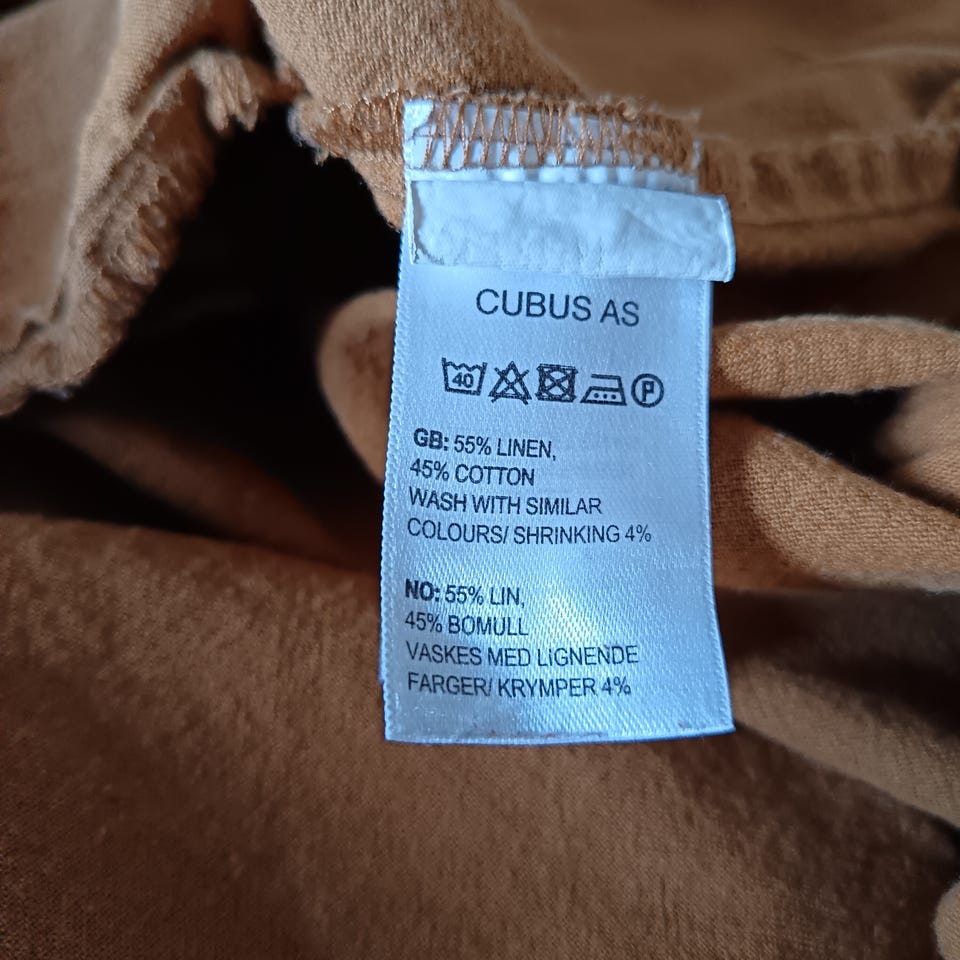 CUBUS AS
40 P
GB: 55% LINEN,
45% COTTON
WASH WITH SIMILAR
COLOURS/ SHRINKING 4%
NO: 55% LIN,
45% BOMULL
VASKES MED LIGNENDE
FARGER/ KRYMPER 4%